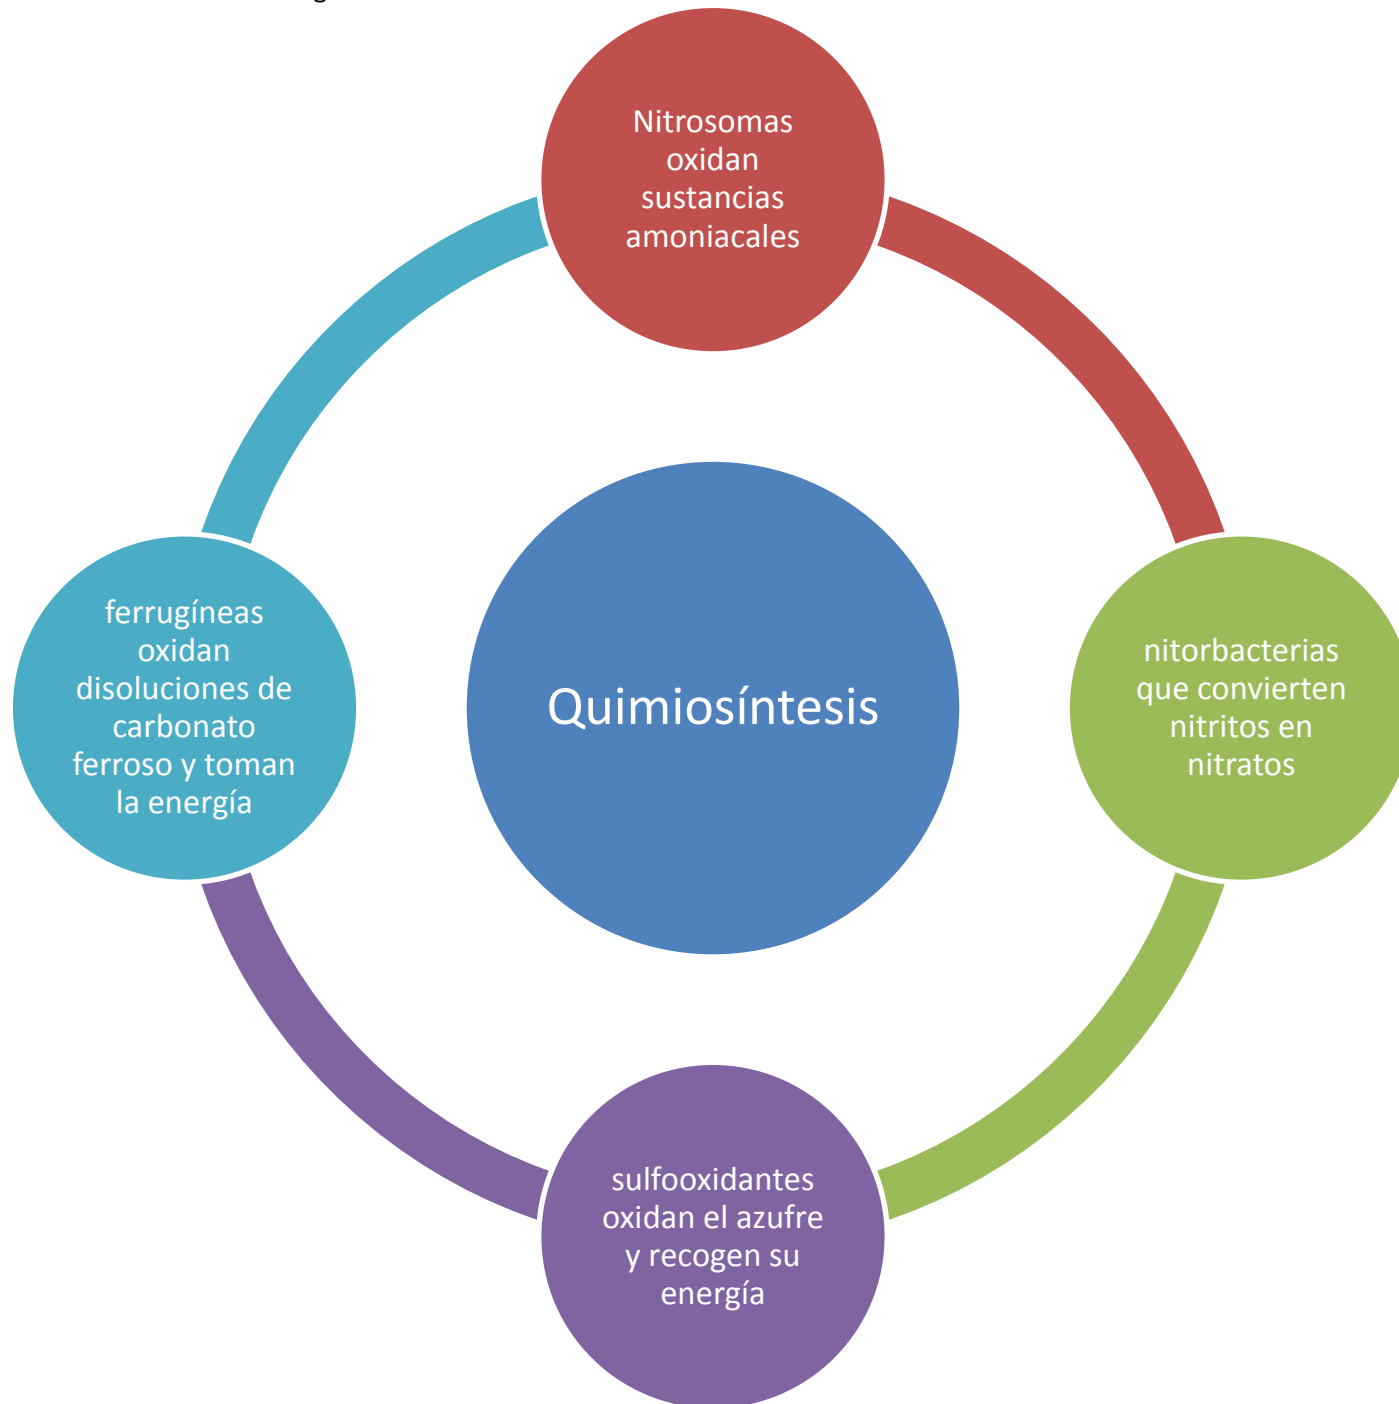 Nitrosomas
oxidan
sustancias
amoniacales
ferrugíneas
oxidan
disoluciones de
carbonato
ferroso y toman
la energía
Quimiosíntesis
nitorbacterias
que convierten
nitritos en
nitratos
sulfooxidantes
oxidan el azufre
y recogen su
energía